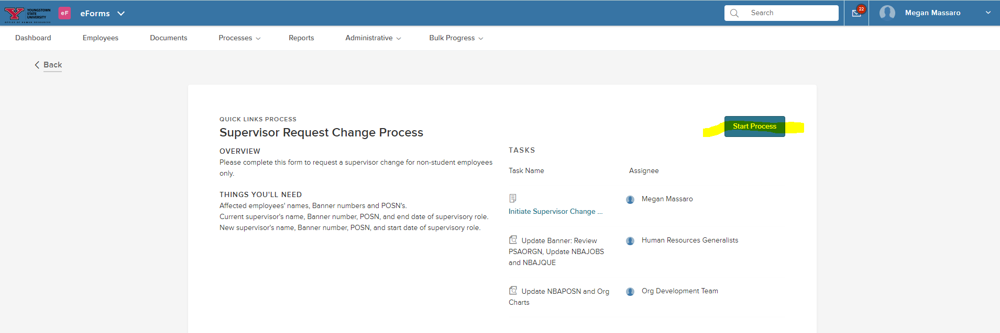 YOUNGSTOWN
STATE
UNIVERSITY
OFFICE OF HUMAN RESOURCES
eF
eForms
Search
22
Megan Massaro
Dashboard
Employees
Documents
Processes
Reports
Administrative
Bulk Progress
Back
QUICK LINKS PROCESS
Supervisor Request Change Process
Start Process
OVERVIEW
Please complete this form to request a supervisor change for non-student employees
only.
THINGS YOU'LL NEED
Affected employees' names, Banner numbers and POSN's.
Current supervisor's name, Banner number, POSN, and end date of supervisory role.
New supervisor's name, Banner number, POSN, and start date of supervisory role.
TASKS
Task Name
Assignee
Initiate Supervisor Change ...
Megan Massaro
Update Banner: Review
PSAORGN, Update NBAJOBS
and NBAJQUE
Human Resources Generalists
Update NBAPOSN and Org
Charts
Org Development Team